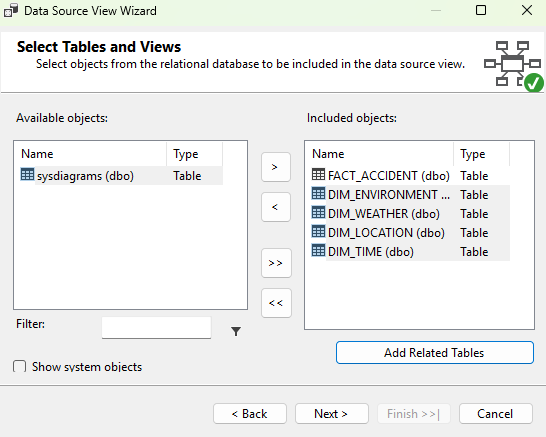 Data Source View Wizard
Select Tables and Views
Select objects from the relational database to be included in the data source view.
Available objects:
Name Type
sysdiagrams (dbo) Table
>
<
>>
<<
Included objects:
Name Type
FACT_ACCIDENT (dbo) Table
DIM_ENVIRONMENT ... Table
DIM_WEATHER (dbo) Table
DIM_LOCATION (dbo) Table
DIM_TIME (dbo) Table
Filter:
Add Related Tables
Show system objects
< Back Next > Finish >>| Cancel